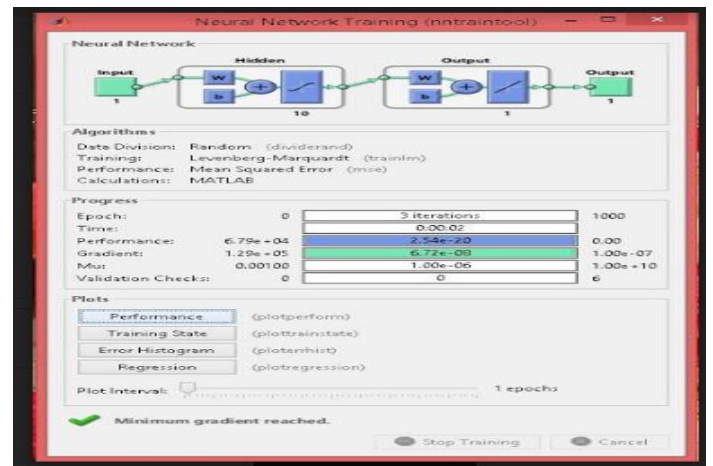 Neural Network Training (nntraintool)
Neural Network
Hidden Output
Input Output
W W
b b
1 10 1 1
Algorithms
Data Division: Random (dividerand)
Training: Levenberg-Marquardt (trainlm)
Performance: Mean Squared Error (mse)
Calculations: MATLAB
Progress
Epoch: 0 3 iterations 1000
Time: 0:00:02
Performance: 6.79e+04 2.54e-20 0.00
Gradient: 1.29e+05 6.72e-08 1.00e-07
Mu: 0.00100 1.00e-06 1.00e+10
Validation Checks: 0 0 6
Plots
Performance (plotperform)
Training State (plottrainstate)
Error Histogram (ploterrhist)
Regression (plotregression)
Plot Interval: 1 epochs
Minimum gradient reached.
Stop Training Cancel